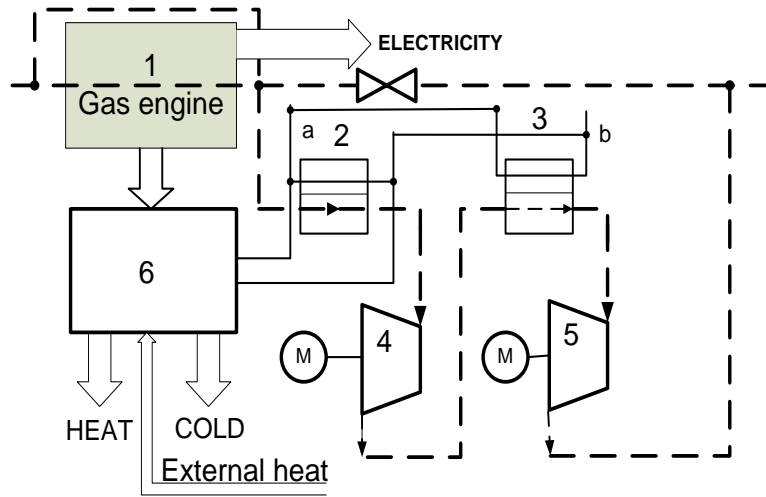 ELECTRICITY
1
Gas engine
a
2
3
b
6
M
4
M
5
HEAT
COLD
External heat